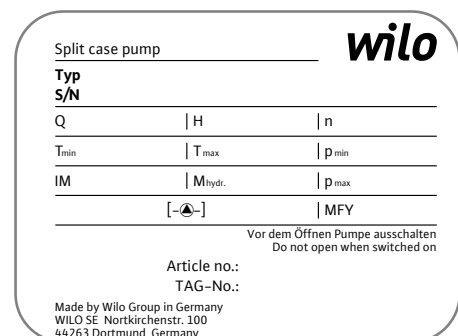 wilo
Split case pump
Typ
S/N
Q | H | n
Tmin | Tmax | pmin
IM | Mhydr. | pmax
[- -] | MFY
Vor dem Öffnen Pumpe ausschalten
Do not open when switched on
Article no.:
TAG-No.:
Made by Wilo Group in Germany
WILO SE Nortkirchenstr. 100
44263 Dortmund Germany